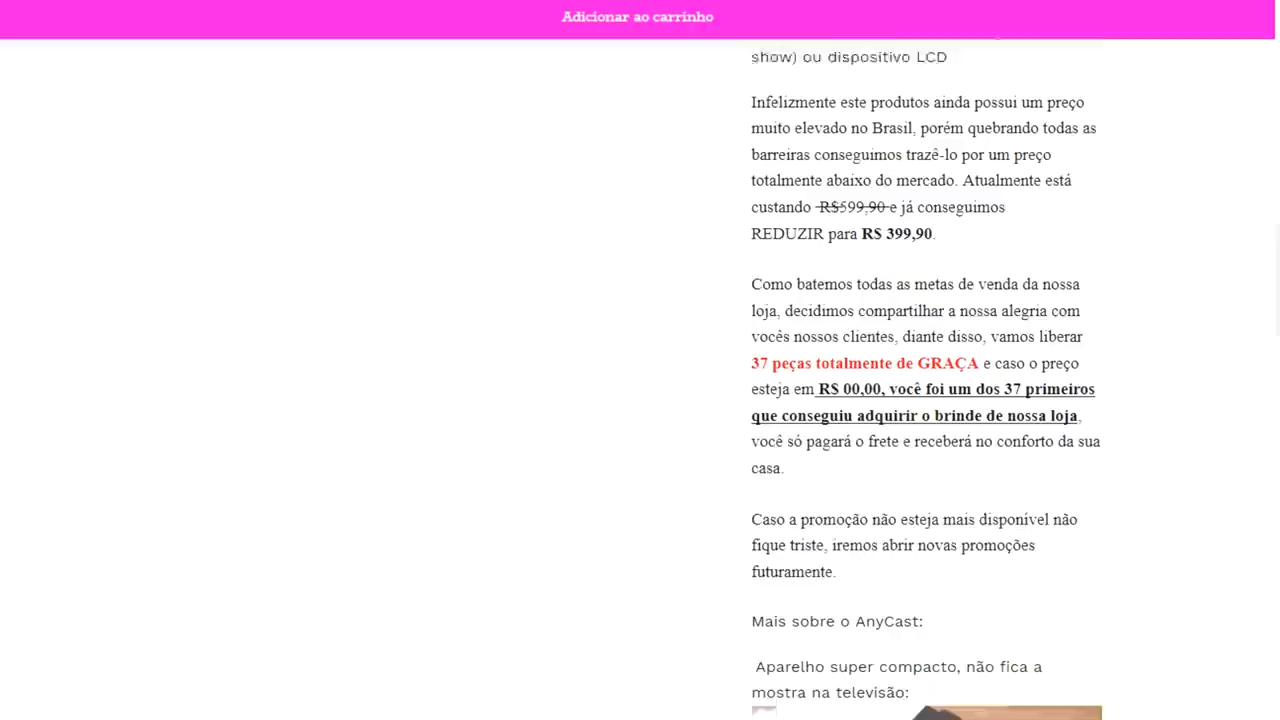 Adicionar ao carrinho
show) ou dispositivo LCD
Infelizmente este produtos ainda possui um preço
muito elevado no Brasil, porém quebrando todas as
barreiras conseguimos trazê-lo por um preço
totalmente abaixo do mercado. Atualmente está
custando R$599,90 e já conseguimos
REDUZIR para R$ 399,90.
Como batemos todas as metas de venda da nossa
loja, decidimos compartilhar a nossa alegria com
vocês nossos clientes, diante disso, vamos liberar
37 peças totalmente de GRAÇA e caso o preço
esteja em R$ 00,00, você foi um dos 37 primeiros
que conseguiu adquirir o brinde de nossa loja,
você só pagará o frete e receberá no conforto da sua
casa.
Caso a promoção não esteja mais disponível não
fique triste, iremos abrir novas promoções
futuramente.
Mais sobre o AnyCast:
Aparelho super compacto, não fica a
mostra na televisão: